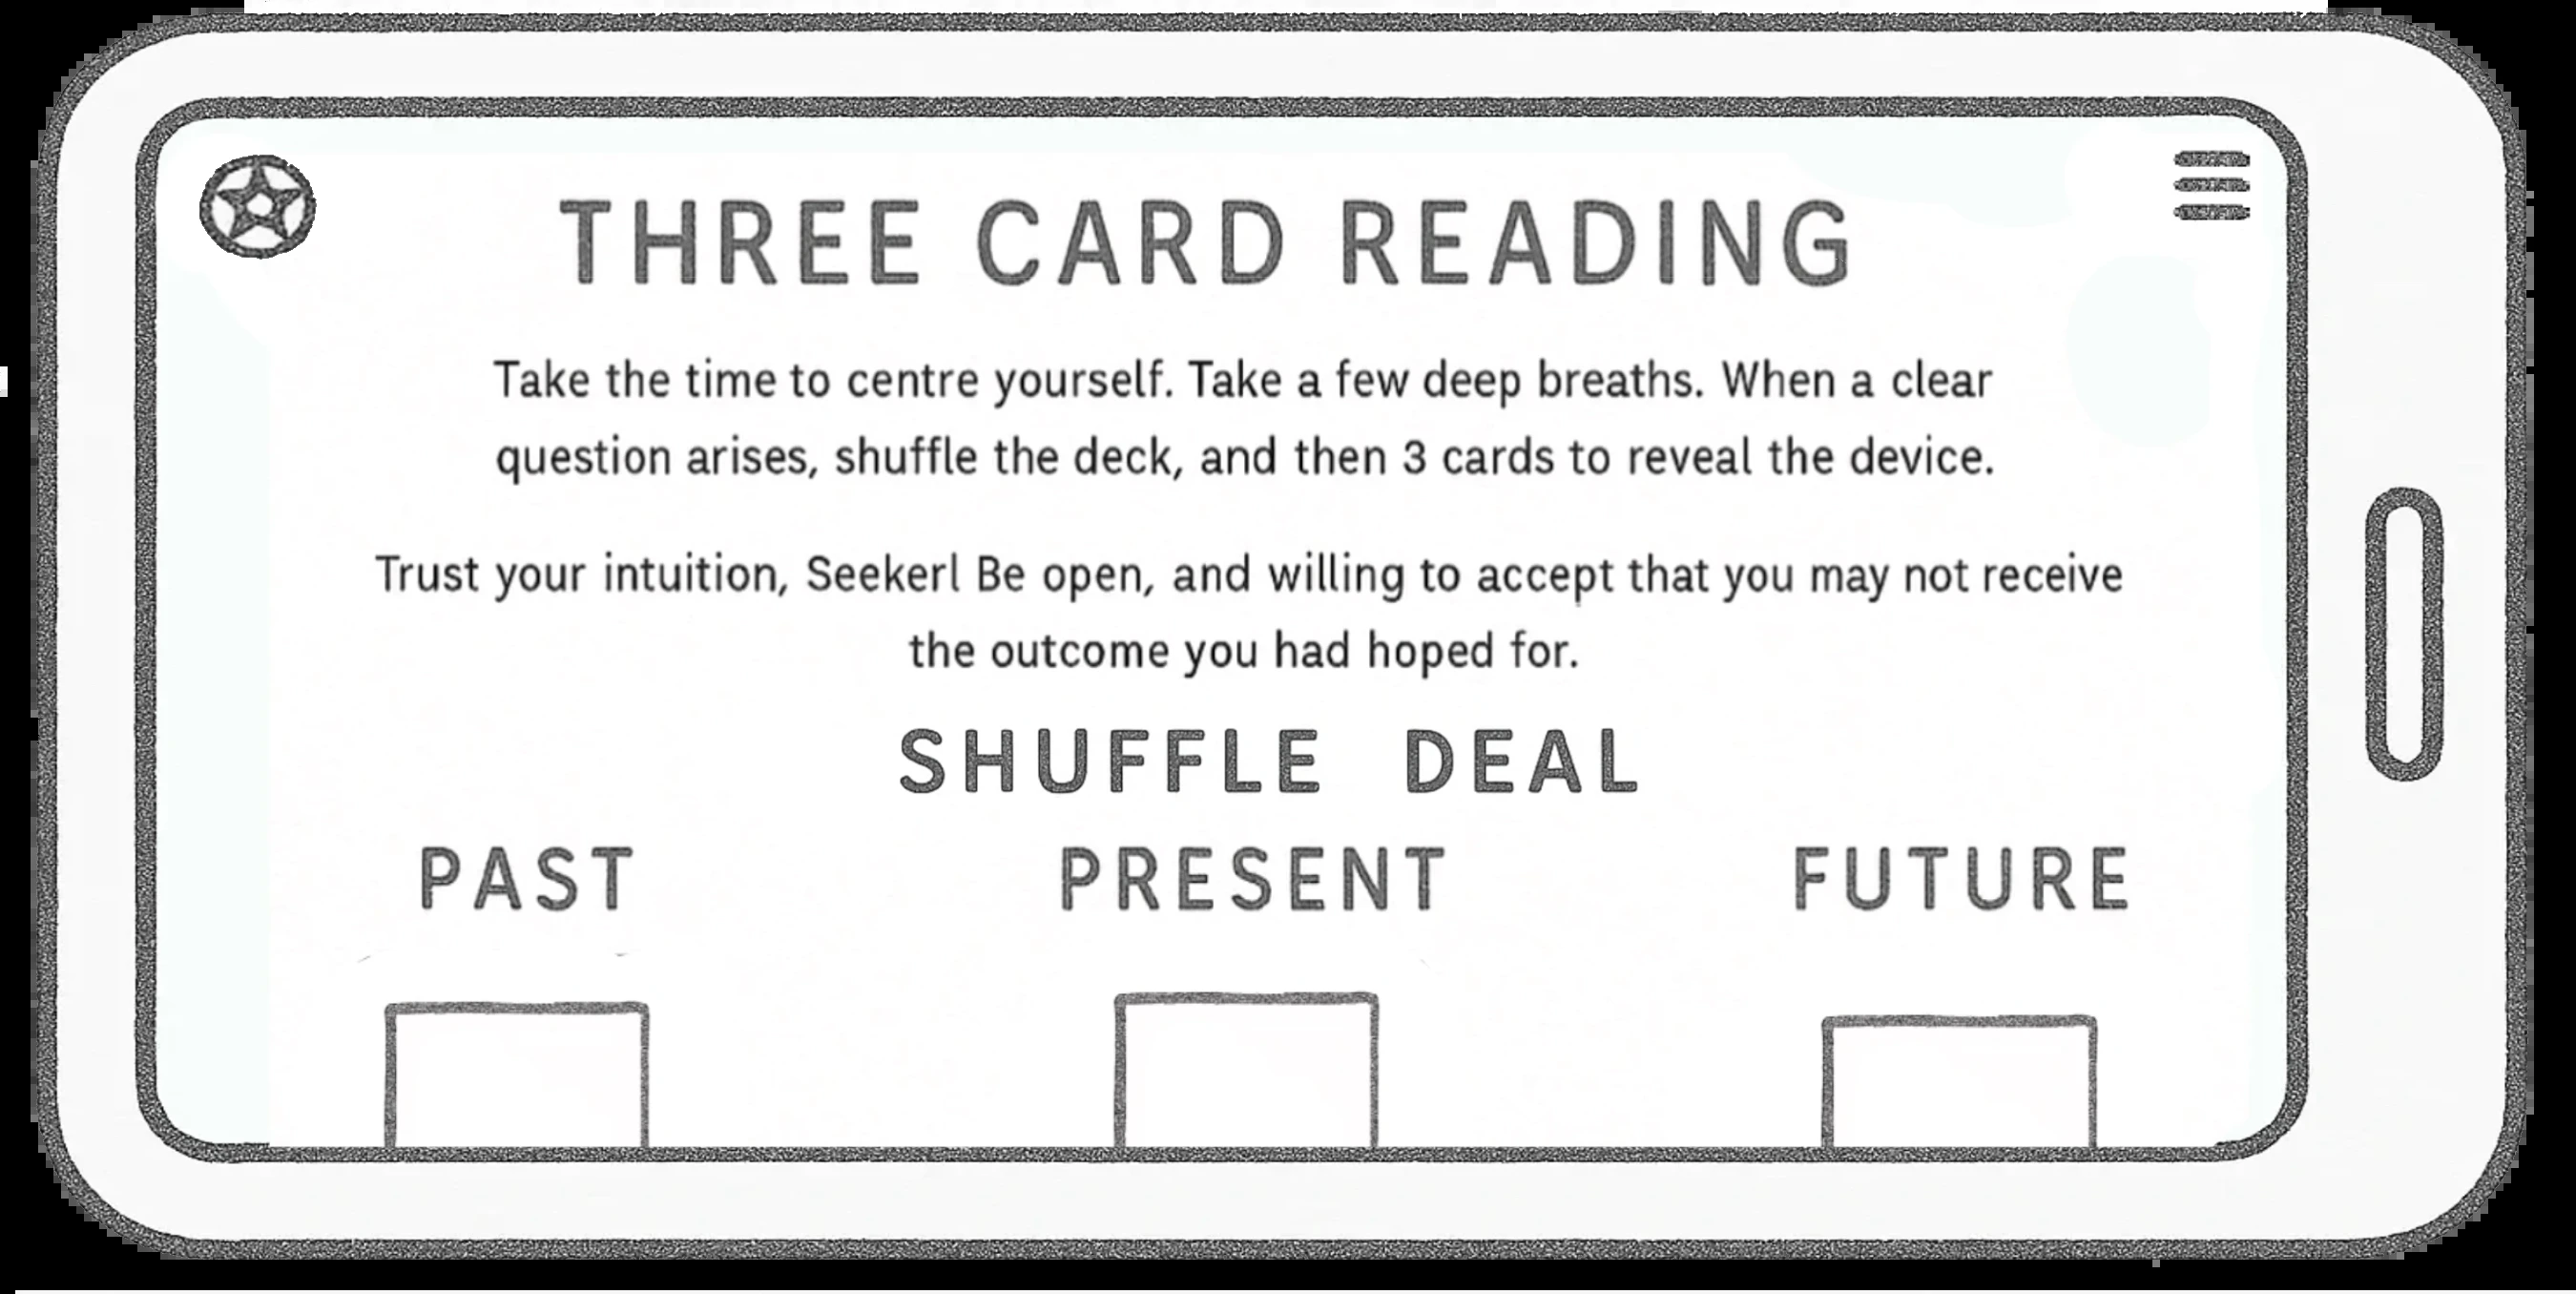 THREE CARD READING
Take the time to centre yourself. Take a few deep breaths. When a clear
question arises, shuffle the deck, and then 3 cards to reveal the device.
Trust your intuition, Seekerl Be open, and willing to accept that you may not receive
the outcome you had hoped for.
SHUFFLE DEAL
PAST PRESENT FUTURE